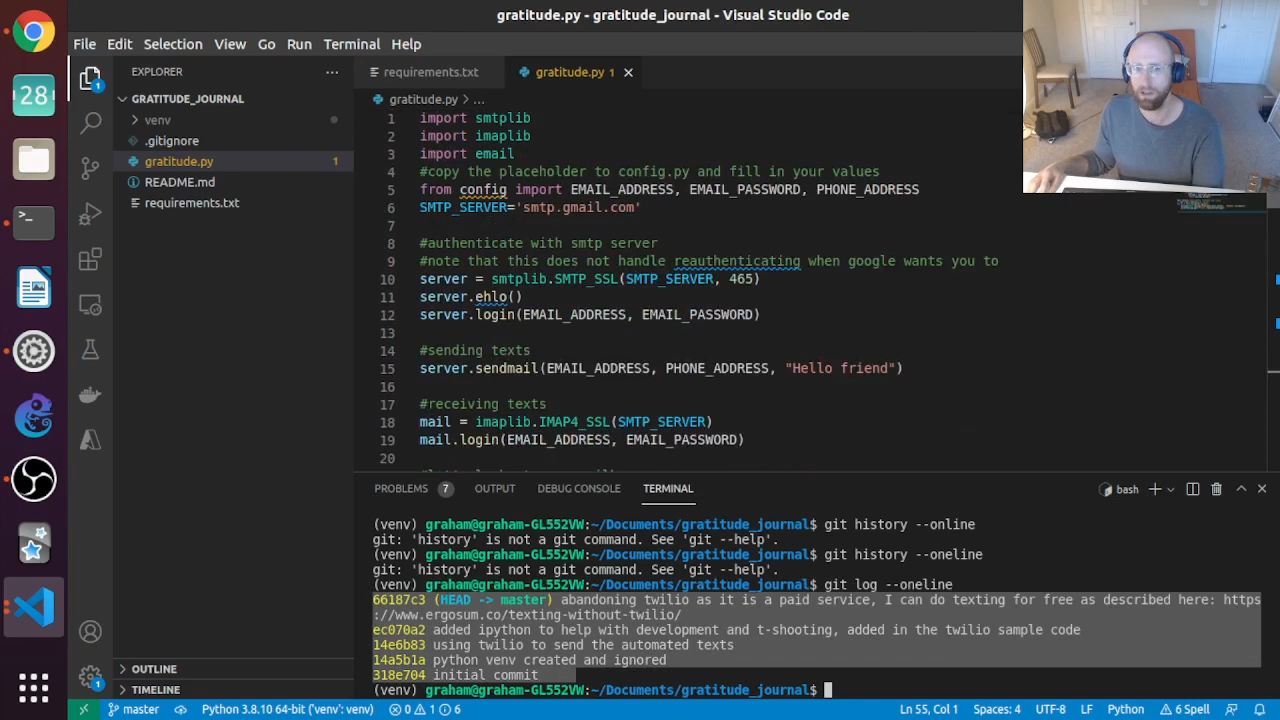 gratitude.py - gratitude_journal - Visual Studio Code
File Edit Selection View Go Run Terminal Help
28
EXPLORER
requirements.txt
gratitude.py 1
GRATITUDE_JOURNAL
venv
.gitignore
gratitude.py 1
README.md
requirements.txt
gratitude.py > ...
1 import smtplib
2 import imaplib
3 import email
4 #copy the placeholder to config.py and fill in your values
5 from config import EMAIL_ADDRESS, EMAIL_PASSWORD, PHONE_ADDRESS
6 SMTP_SERVER='smtp.gmail.com'
7
8 #authenticate with smtp server
9 #note that this does not handle reauthenticating when google wants you to
10 server = smtplib.SMTP_SSL(SMTP_SERVER, 465)
11 server.ehlo()
12 server.login(EMAIL_ADDRESS, EMAIL_PASSWORD)
13
14 #sending texts
15 server.sendmail(EMAIL_ADDRESS, PHONE_ADDRESS, "Hello friend")
16
17 #receiving texts
18 mail = imaplib.IMAP4_SSL(SMTP_SERVER)
19 mail.login(EMAIL_ADDRESS, EMAIL_PASSWORD)
20
PROBLEMS 7 OUTPUT DEBUG CONSOLE TERMINAL bash
(venv) graham@graham-GL552VW:~/Documents/gratitude_journal$ git history --online
git: 'history' is not a git command. See 'git --help'.
(venv) graham@graham-GL552VW:~/Documents/gratitude_journal$ git history --oneline
git: 'history' is not a git command. See 'git --help'.
(venv) graham@graham-GL552VW:~/Documents/gratitude_journal$ git log --oneline
66187c3 (HEAD -> master) abandoning twilio as it is a paid service, I can do texting for free as described here: https
://www.ergosum.co/texting-without-twilio/
ec070a2 added ipython to help with development and t-shooting, added in the twilio sample code
14e6b83 using twilio to send the automated texts
14a5b1a python venv created and ignored
318e704 initial commit
(venv) graham@graham-GL552VW:~/Documents/gratitude_journal$
OUTLINE
TIMELINE
1
1
master Python 3.8.10 64-bit ('venv': venv) 0 1 6 Ln 55, Col 1 Spaces: 4 UTF-8 LF Python 6 Spell